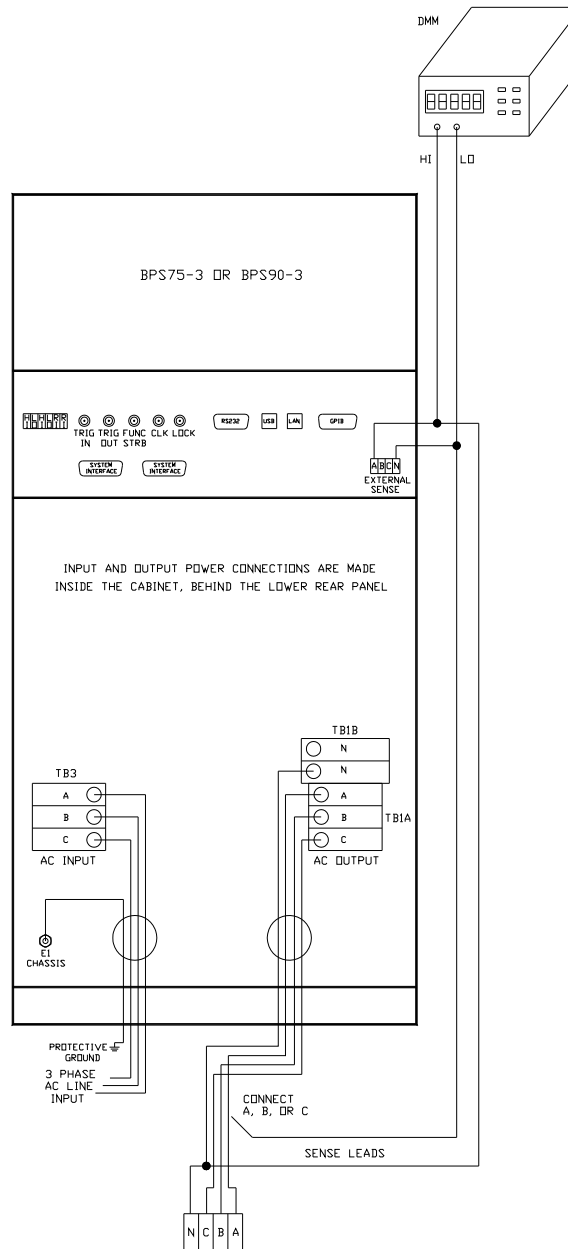 DMM
HI LO
BPS75-3 OR BPS90-3
H L H L R R
TRIG IN
TRIG OUT
FUNC STRB
CLK
LOCK
RS232
USB
LAN
GPIB
SYSTEM INTERFACE
SYSTEM INTERFACE
A B C N
EXTERNAL SENSE
INPUT AND OUTPUT POWER CONNECTIONS ARE MADE
INSIDE THE CABINET, BEHIND THE LOWER REAR PANEL
TB1B
N
N
TB3
A
B
C
AC INPUT
A
B
C
TB1A
AC OUTPUT
E1
CHASSIS
PROTECTIVE
GROUND
3 PHASE
AC LINE
INPUT
CONNECT
A, B, OR C
SENSE LEADS
N C B A